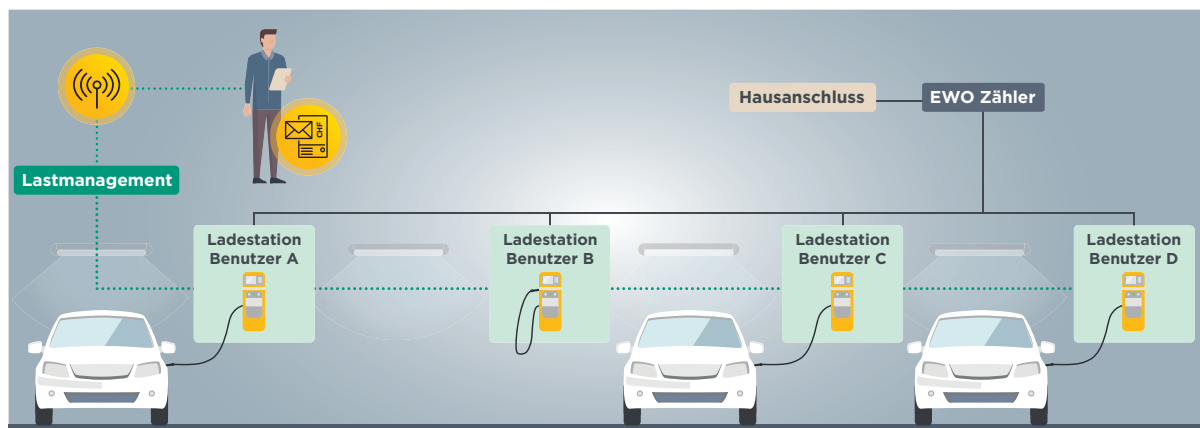 CHF
Hausanschluss
EWO Zähler
Lastmanagement
Ladestation
Benutzer A
Ladestation
Benutzer B
Ladestation
Benutzer C
Ladestation
Benutzer D